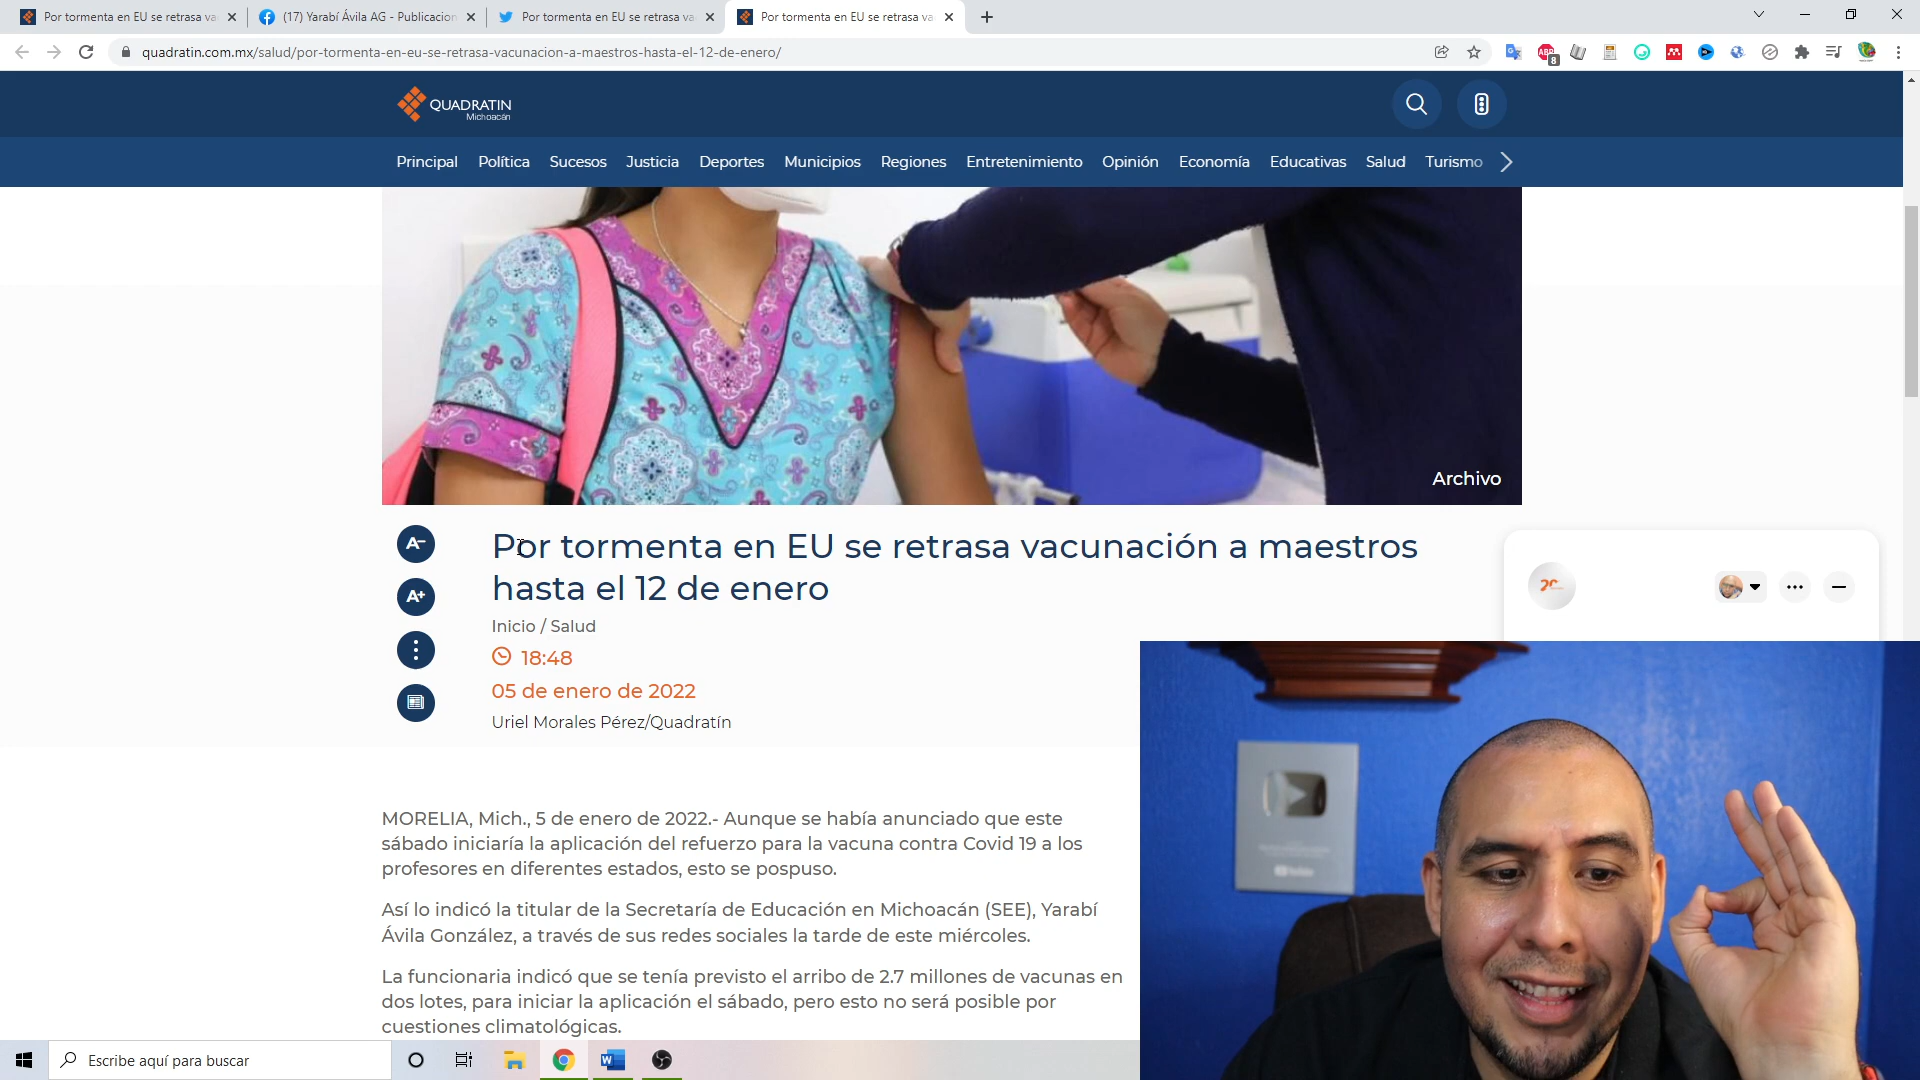 Por tormenta en EU se retrasa va
(17) Yarabí Ávila AG - Publicacion
Por tormenta en EU se retrasa va
Por tormenta en EU se retrasa va
quadratin.com.mx/salud/por-tormenta-en-eu-se-retrasa-vacunacion-a-maestros-hasta-el-12-de-enero/
ABP
8
QUADRATIN
Michoacán
Principal Política Sucesos Justicia Deportes Municipios Regiones Entretenimiento Opinión Economía Educativas Salud Turismo
Archivo
A-
A+
Por tormenta en EU se retrasa vacunación a maestros
hasta el 12 de enero
Inicio / Salud
18:48
05 de enero de 2022
Uriel Morales Pérez/Quadratín
MORELIA, Mich., 5 de enero de 2022.- Aunque se había anunciado que este
sábado iniciaría la aplicación del refuerzo para la vacuna contra Covid 19 a los
profesores en diferentes estados, esto se pospuso.
Así lo indicó la titular de la Secretaría de Educación en Michoacán (SEE), Yarabí
Ávila González, a través de sus redes sociales la tarde de este miércoles.
La funcionaria indicó que se tenía previsto el arribo de 2.7 millones de vacunas en
dos lotes, para iniciar la aplicación el sábado, pero esto no será posible por
cuestiones climatológicas.
Escribe aquí para buscar